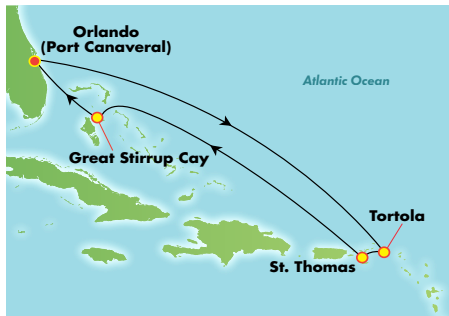 Orlando
(Port Canaveral)
Atlantic Ocean
Great Stirrup Cay
Tortola
St. Thomas